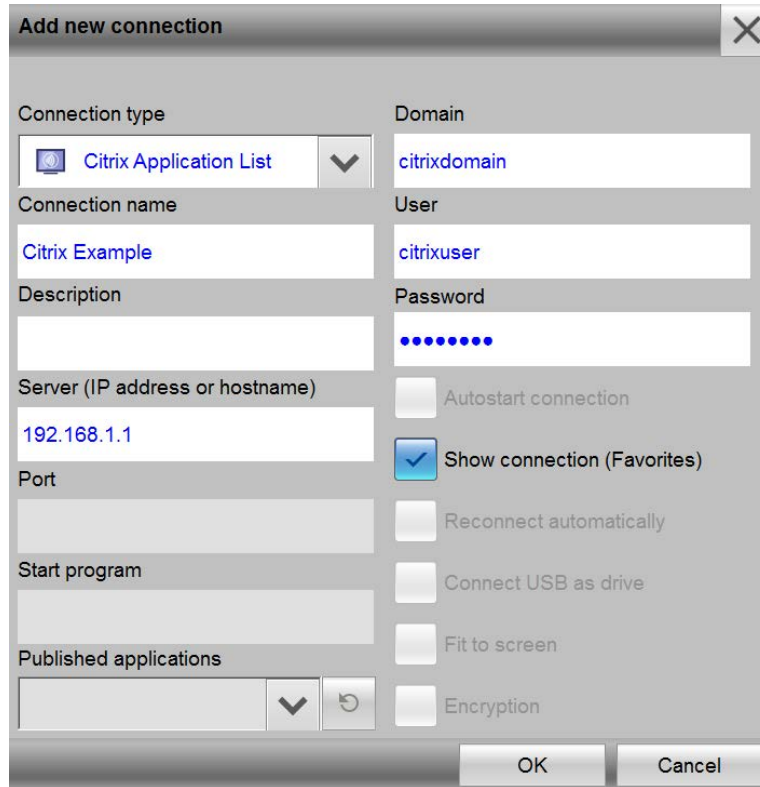 Add new connection
Connection type
Citrix Application List
Connection name
Citrix Example
Description
Server (IP address or hostname)
192.168.1.1
Port
Start program
Published applications
Domain
citrixdomain
User
citrixuser
Password
••••••••
Autostart connection
Show connection (Favorites)
Reconnect automatically
Connect USB as drive
Fit to screen
Encryption
OK
Cancel